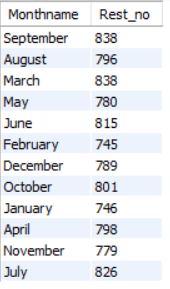 Monthname Rest_no
September 838
August 796
March 838
May 780
June 815
February 745
December 789
October 801
January 746
April 798
November 779
July 826